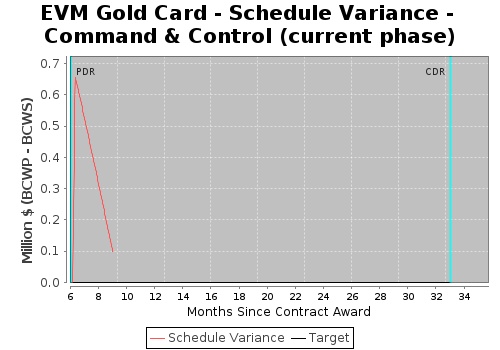 EVM Gold Card - Schedule Variance -
Command & Control (current phase)
Million $ (BCWP - BCWS)
0.7
0.6
0.5
0.4
0.3
0.2
0.1
0.0
PDR
CDR
6 8 10 12 14 16 18 20 22 24 26 28 30 32 34
Months Since Contract Award
Schedule Variance Target